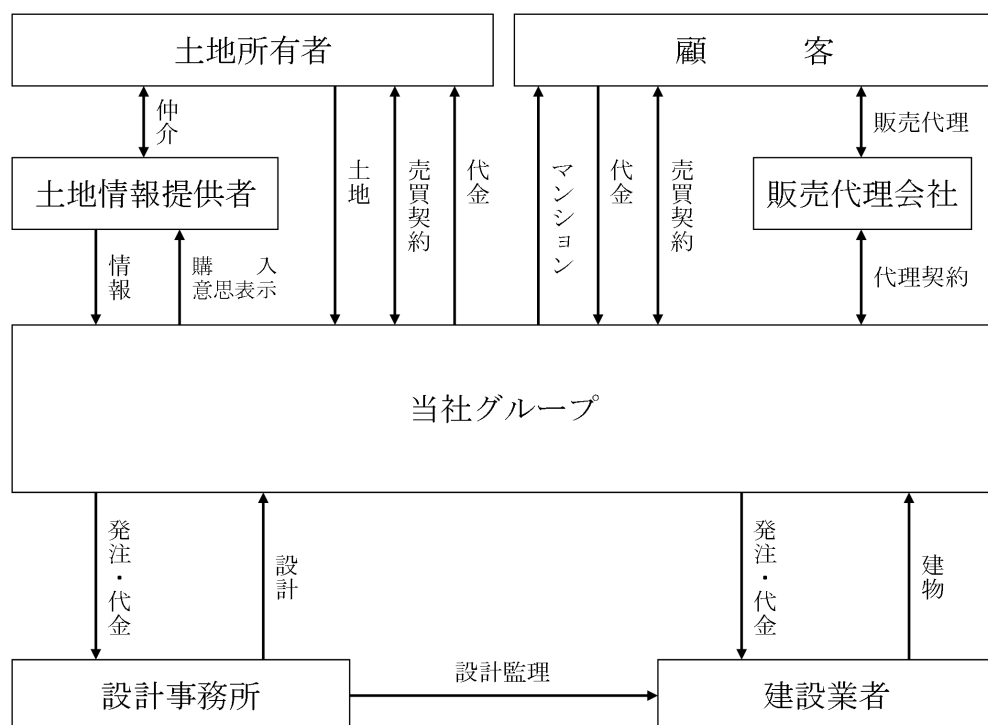 土地所有者
顧 客
仲介
販売代理
土地
売買契約
代金
マンション
代金
売買契約
土地情報提供者
販売代理会社
情報
購 入
意思表示
代理契約
当社グループ
発注・代金
設計
発注・代金
建物
設計監理
設計事務所
建設業者